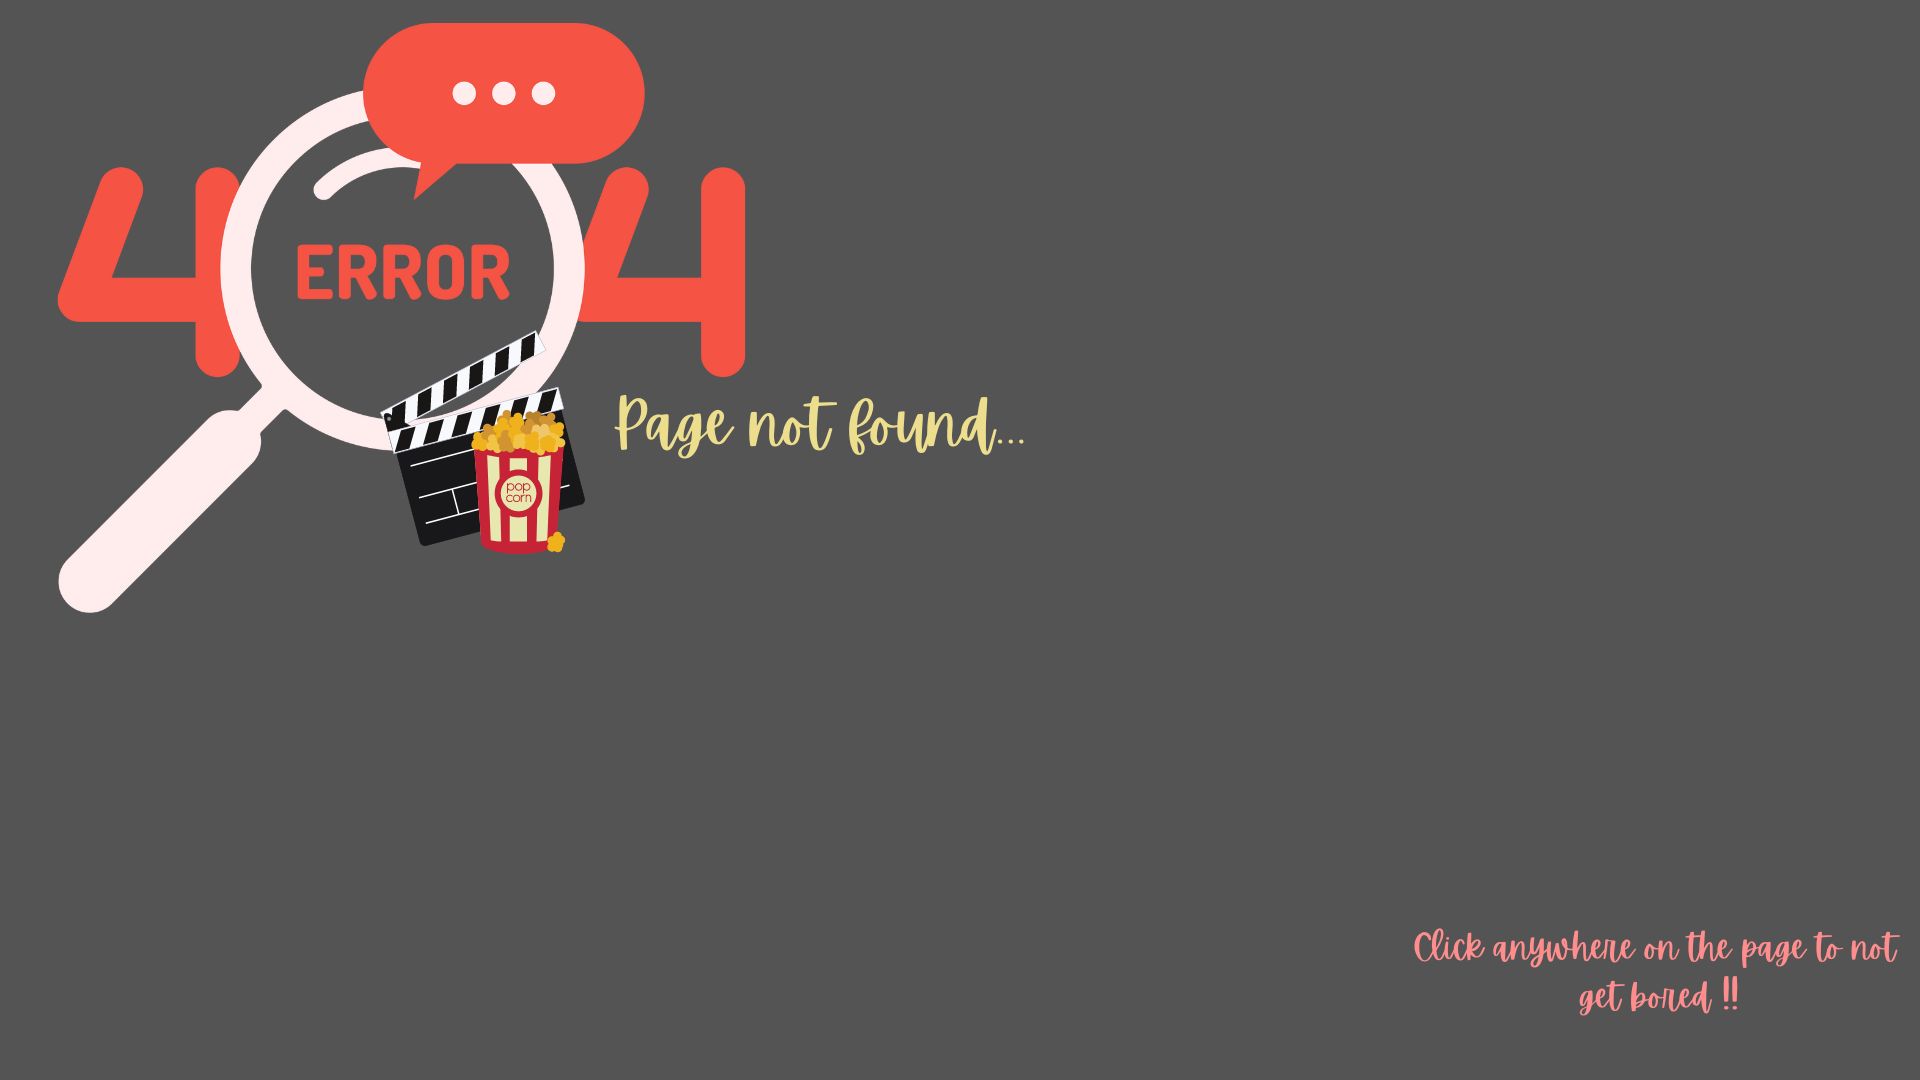 4 4
ERROR
Page not found...
pop
corn
Click anywhere on the page to not
get bored !!